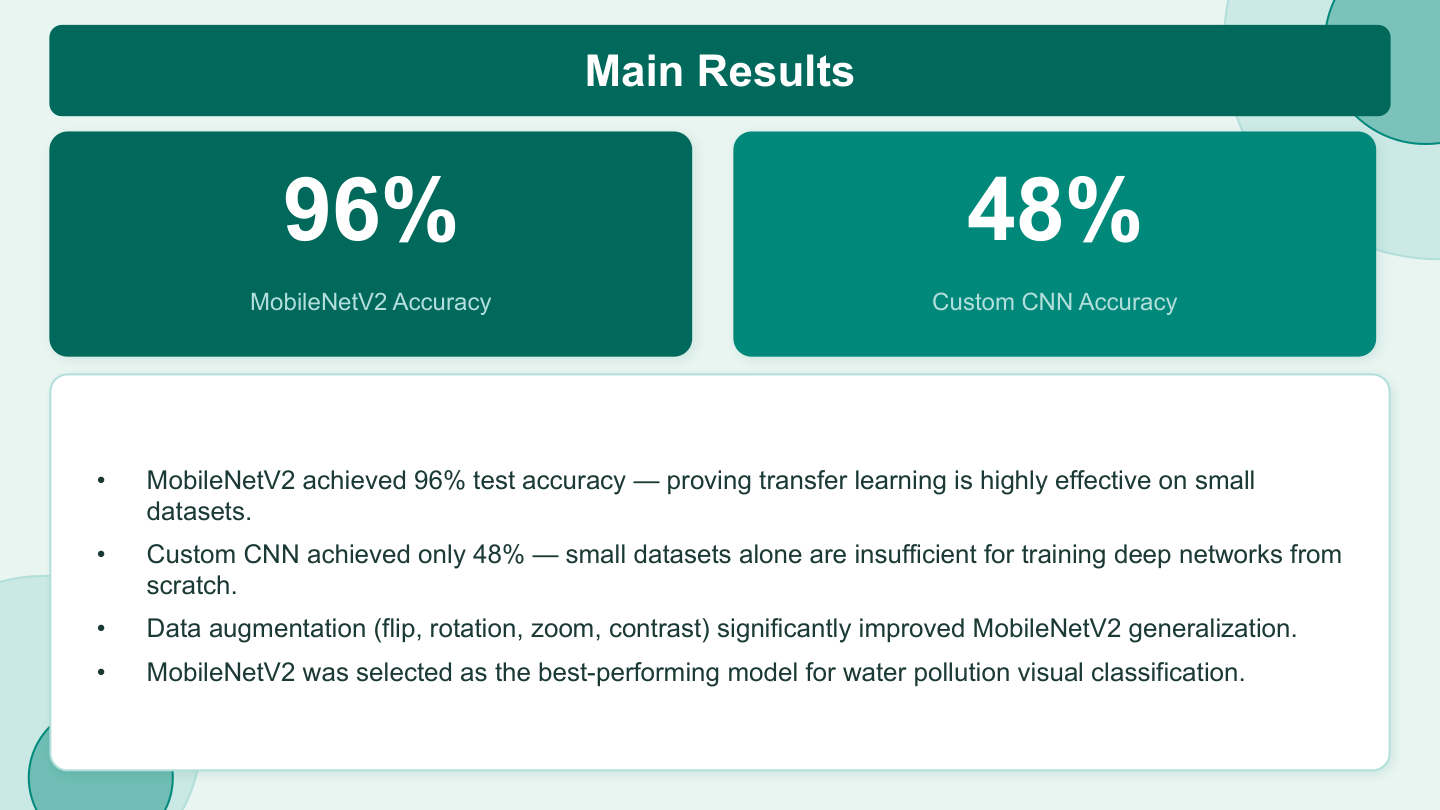 Main Results
96%
MobileNetV2 Accuracy
48%
Custom CNN Accuracy
• MobileNetV2 achieved 96% test accuracy — proving transfer learning is highly effective on small
datasets.
• Custom CNN achieved only 48% — small datasets alone are insufficient for training deep networks from
scratch.
• Data augmentation (flip, rotation, zoom, contrast) significantly improved MobileNetV2 generalization.
• MobileNetV2 was selected as the best-performing model for water pollution visual classification.